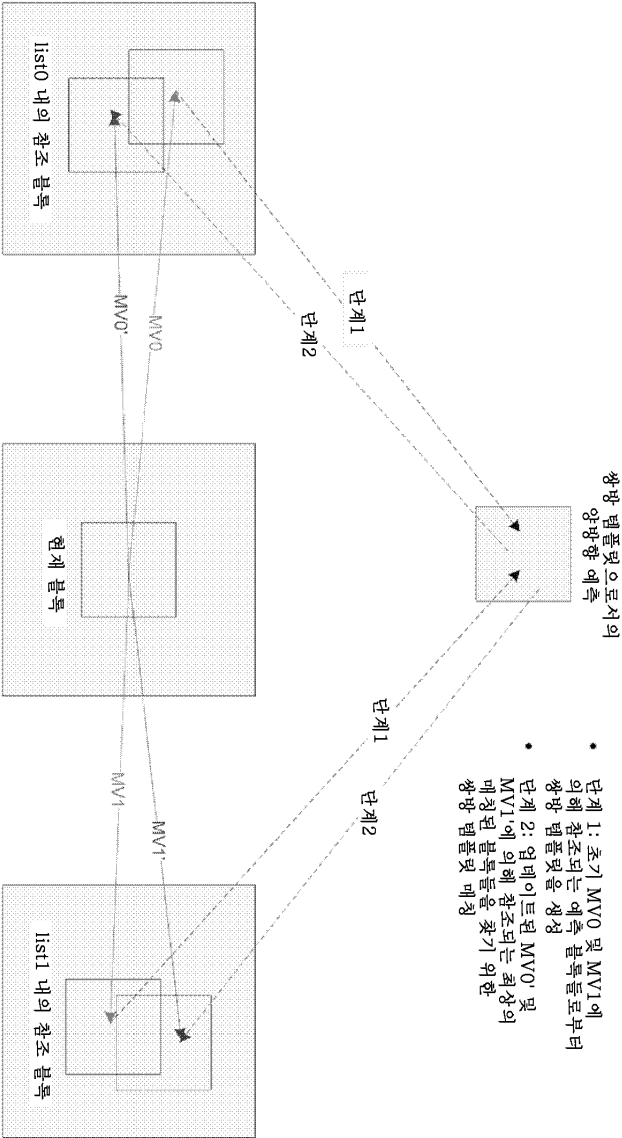 쌍방 템플릿으로서의
양방향 예측
• 단계 1: 초기 MV0 및 MV1에
의해 참조되는 예측 블록들로부터
쌍방 템플릿을 생성
• 단계 2: 업데이트된 MV0' 및
MV1'에 의해 참조되는 최상의
매칭된 블록들을 찾기 위한
쌍방 템플릿 매칭
단계1
단계2
단계1
단계2
MV0
MV0'
MV1
MV1'
list0 내의 참조 블록
현재 블록
list1 내의 참조 블록